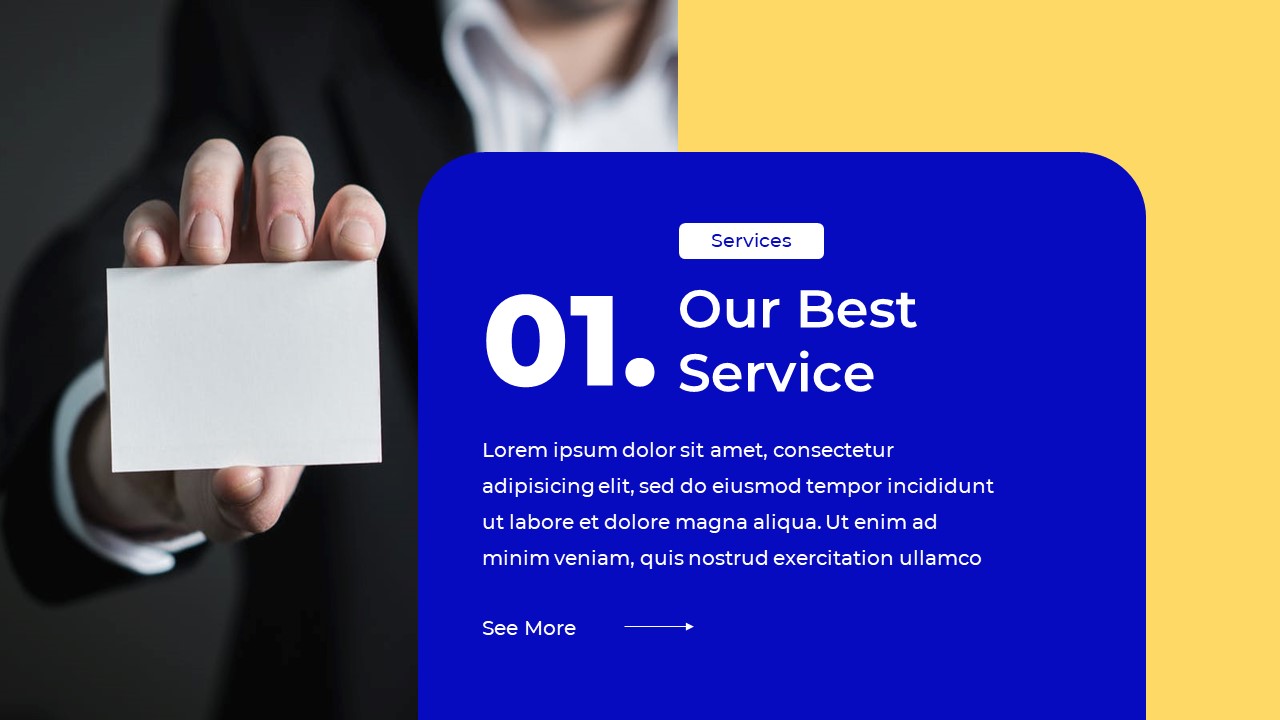 Services
01.
Our Best
Service
Lorem ipsum dolor sit amet, consectetur
adipisicing elit, sed do eiusmod tempor incididunt
ut labore et dolore magna aliqua. Ut enim ad
minim veniam, quis nostrud exercitation ullamco
See More